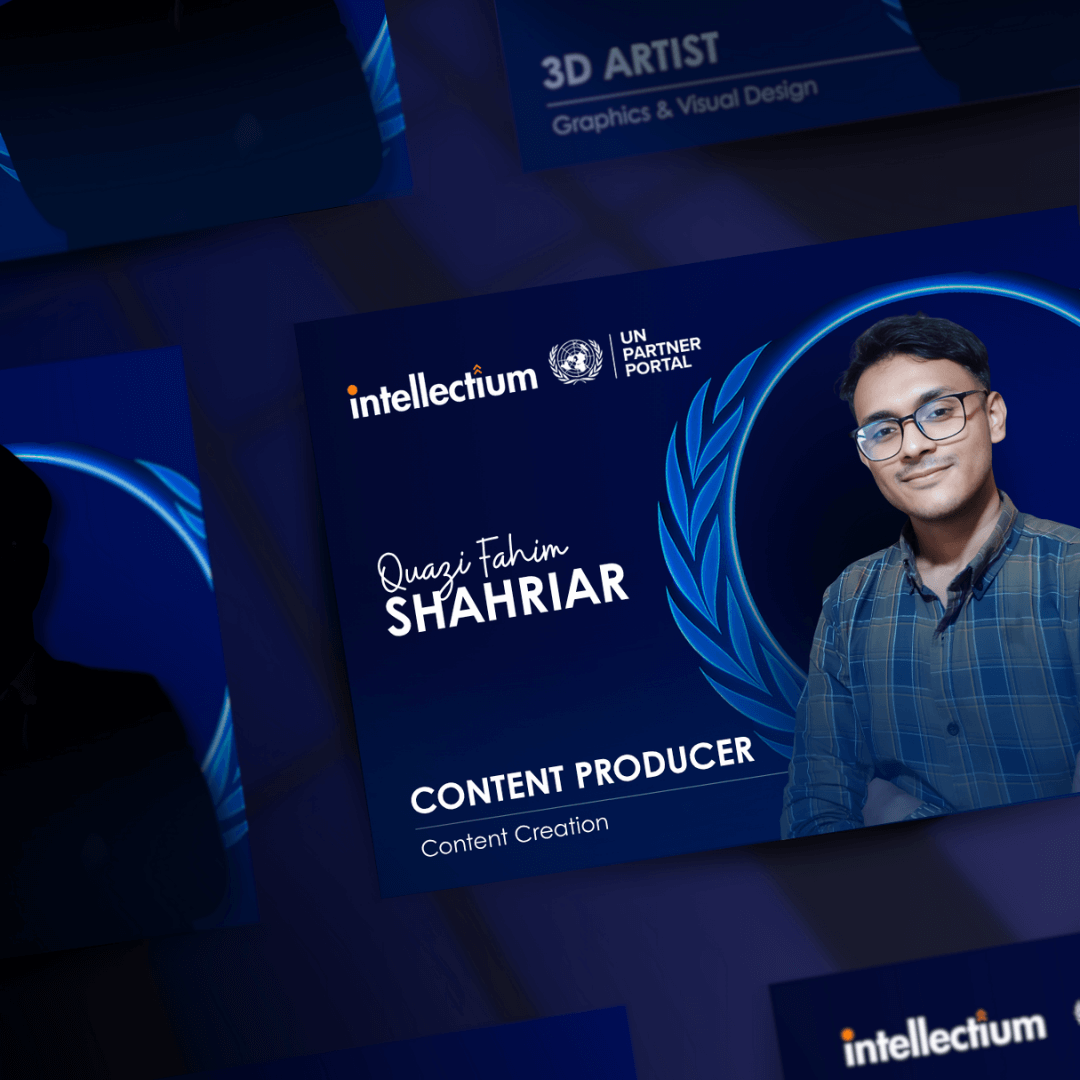 3D ARTIST
Graphics & Visual Design
intellectium
UN
PARTNER
PORTAL
Quazi Fahim
SHAHRIAR
CONTENT PRODUCER
Content Creation
intellectium